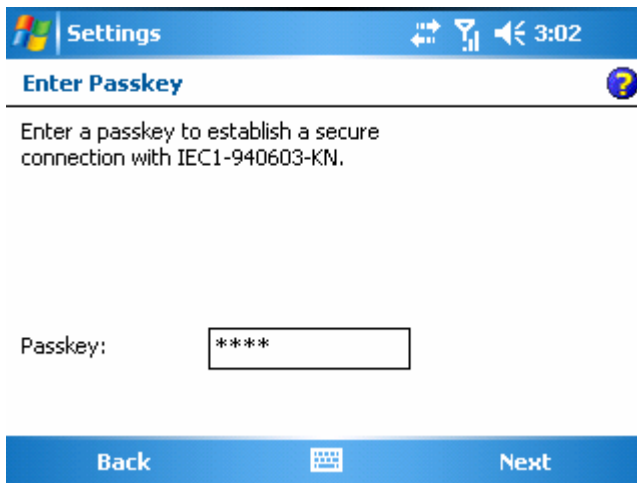 Settings 3:02
Enter Passkey ?
Enter a passkey to establish a secure
connection with IEC1-940603-KN.
Passkey: ****
Back Next